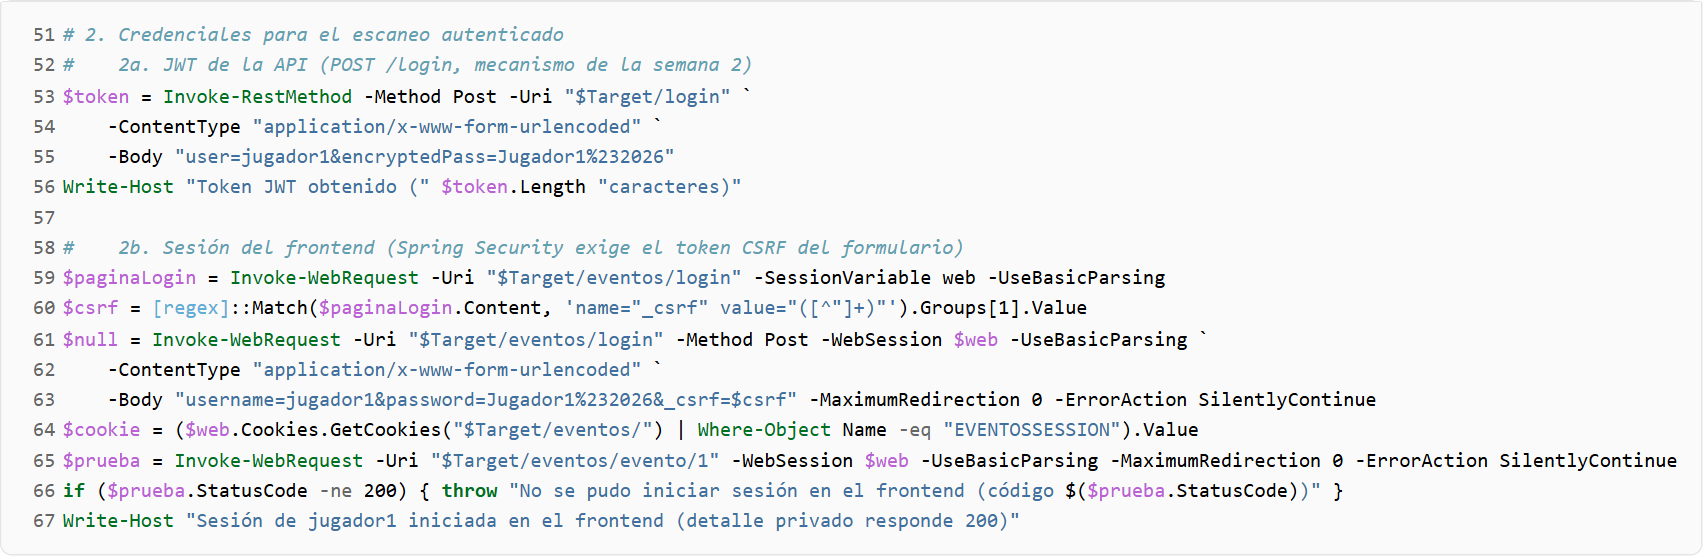 51 # 2. Credenciales para el escaneo autenticado
52 #    2a. JWT de la API (POST /login, mecanismo de la semana 2)
53 $token = Invoke-RestMethod -Method Post -Uri "$Target/login" `
54     -ContentType "application/x-www-form-urlencoded" `
55     -Body "user=jugador1&encryptedPass=Jugador1%232026"
56 Write-Host "Token JWT obtenido (" $token.Length "caracteres)"
57
58 #    2b. Sesión del frontend (Spring Security exige el token CSRF del formulario)
59 $paginaLogin = Invoke-WebRequest -Uri "$Target/eventos/login" -SessionVariable web -UseBasicParsing
60 $csrf = [regex]::Match($paginaLogin.Content, 'name="_csrf" value="([^"]+)"').Groups[1].Value
61 $null = Invoke-WebRequest -Uri "$Target/eventos/login" -Method Post -WebSession $web -UseBasicParsing `
62     -ContentType "application/x-www-form-urlencoded" `
63     -Body "username=jugador1&password=Jugador1%232026&_csrf=$csrf" -MaximumRedirection 0 -ErrorAction SilentlyContinue
64 $cookie = ($web.Cookies.GetCookies("$Target/eventos/") | Where-Object Name -eq "EVENTOSSESSION").Value
65 $prueba = Invoke-WebRequest -Uri "$Target/eventos/evento/1" -WebSession $web -UseBasicParsing -MaximumRedirection 0 -ErrorAction SilentlyContinue
66 if ($prueba.StatusCode -ne 200) { throw "No se pudo iniciar sesión en el frontend (código $($prueba.StatusCode))" }
67 Write-Host "Sesión de jugador1 iniciada en el frontend (detalle privado responde 200)"